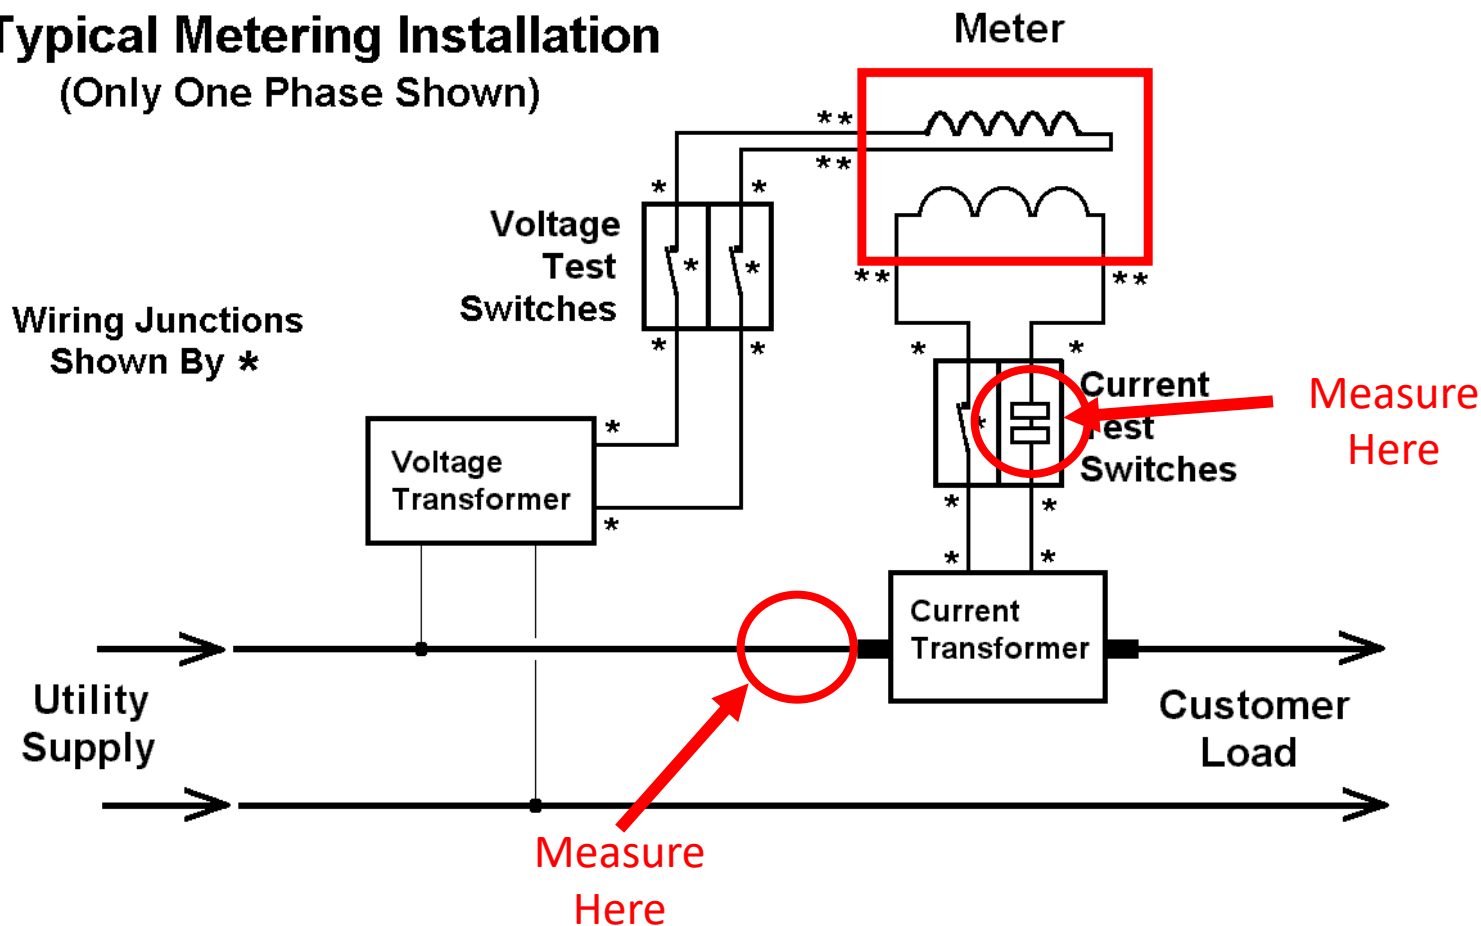 Typical Metering Installation
(Only One Phase Shown)
Meter
**
**
*
*
Voltage
Test
Switches
*
*
**
**
Wiring Junctions
Shown By *
*
*
*
*
Current
Test
Switches
*
Measure
Here
*
Voltage
Transformer
*
*
*
*
*
Current
Transformer
Utility
Supply
Customer
Load
Measure
Here